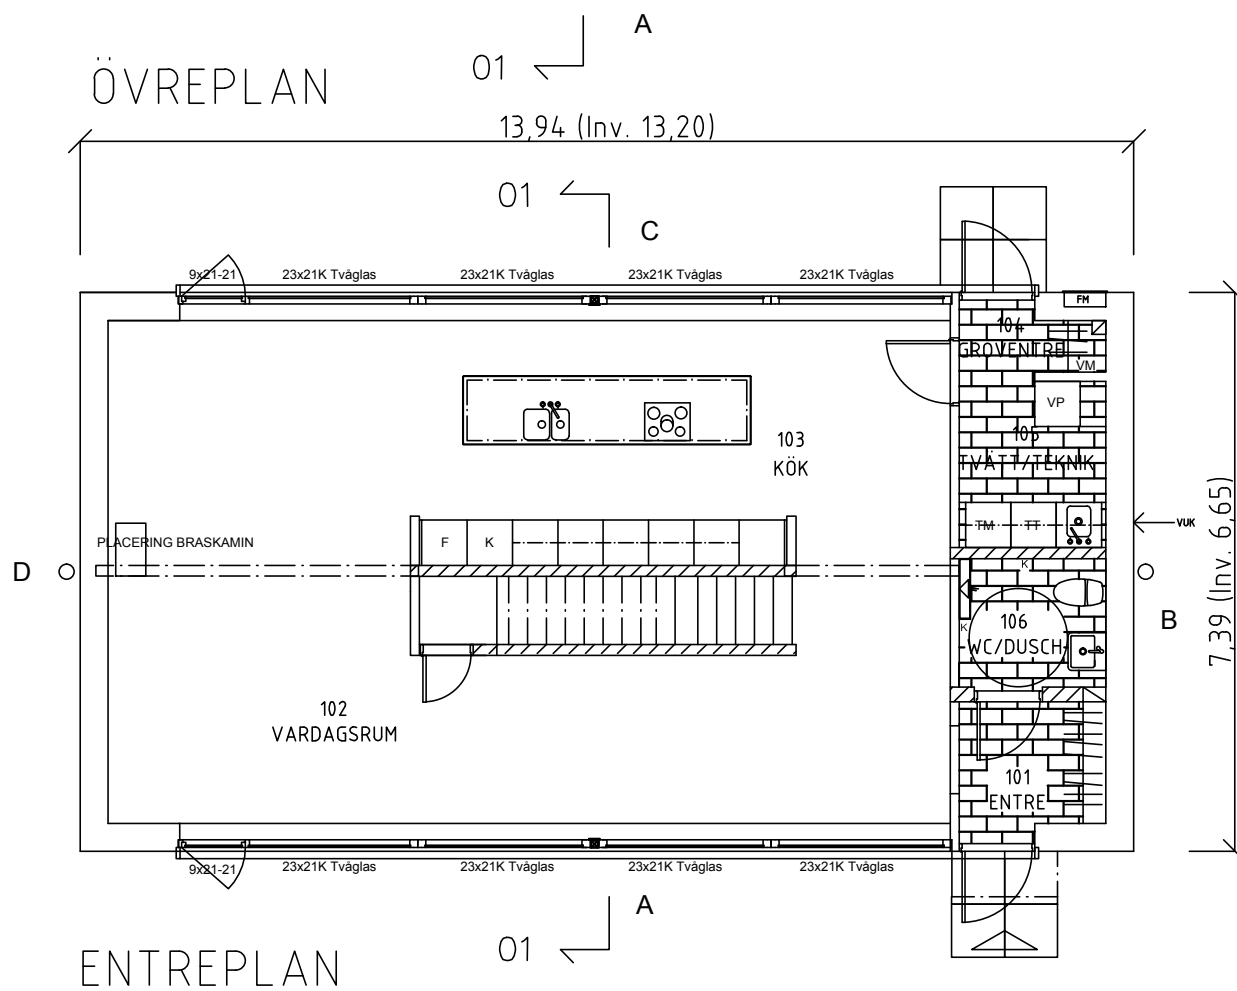 A
01
ÖVREPLAN
13,94 (Inv. 13,20)
01
C
9x21-21
23x21K Tvåglas
23x21K Tvåglas
23x21K Tvåglas
23x21K Tvåglas
FM
104
GROVENTRE
VM
VP
103
KÖK
105
TVÄTT/TEKNIK
7,39 (Inv. 6,65)
TM
TT
VUK
PLACERING BRASKAMIN
F
K
K
D
B
106
K
WC/DUSCH
102
VARDAGSRUM
101
ENTRE
9x21-21
23x21K Tvåglas
23x21K Tvåglas
23x21K Tvåglas
23x21K Tvåglas
A
01
ENTREPLAN